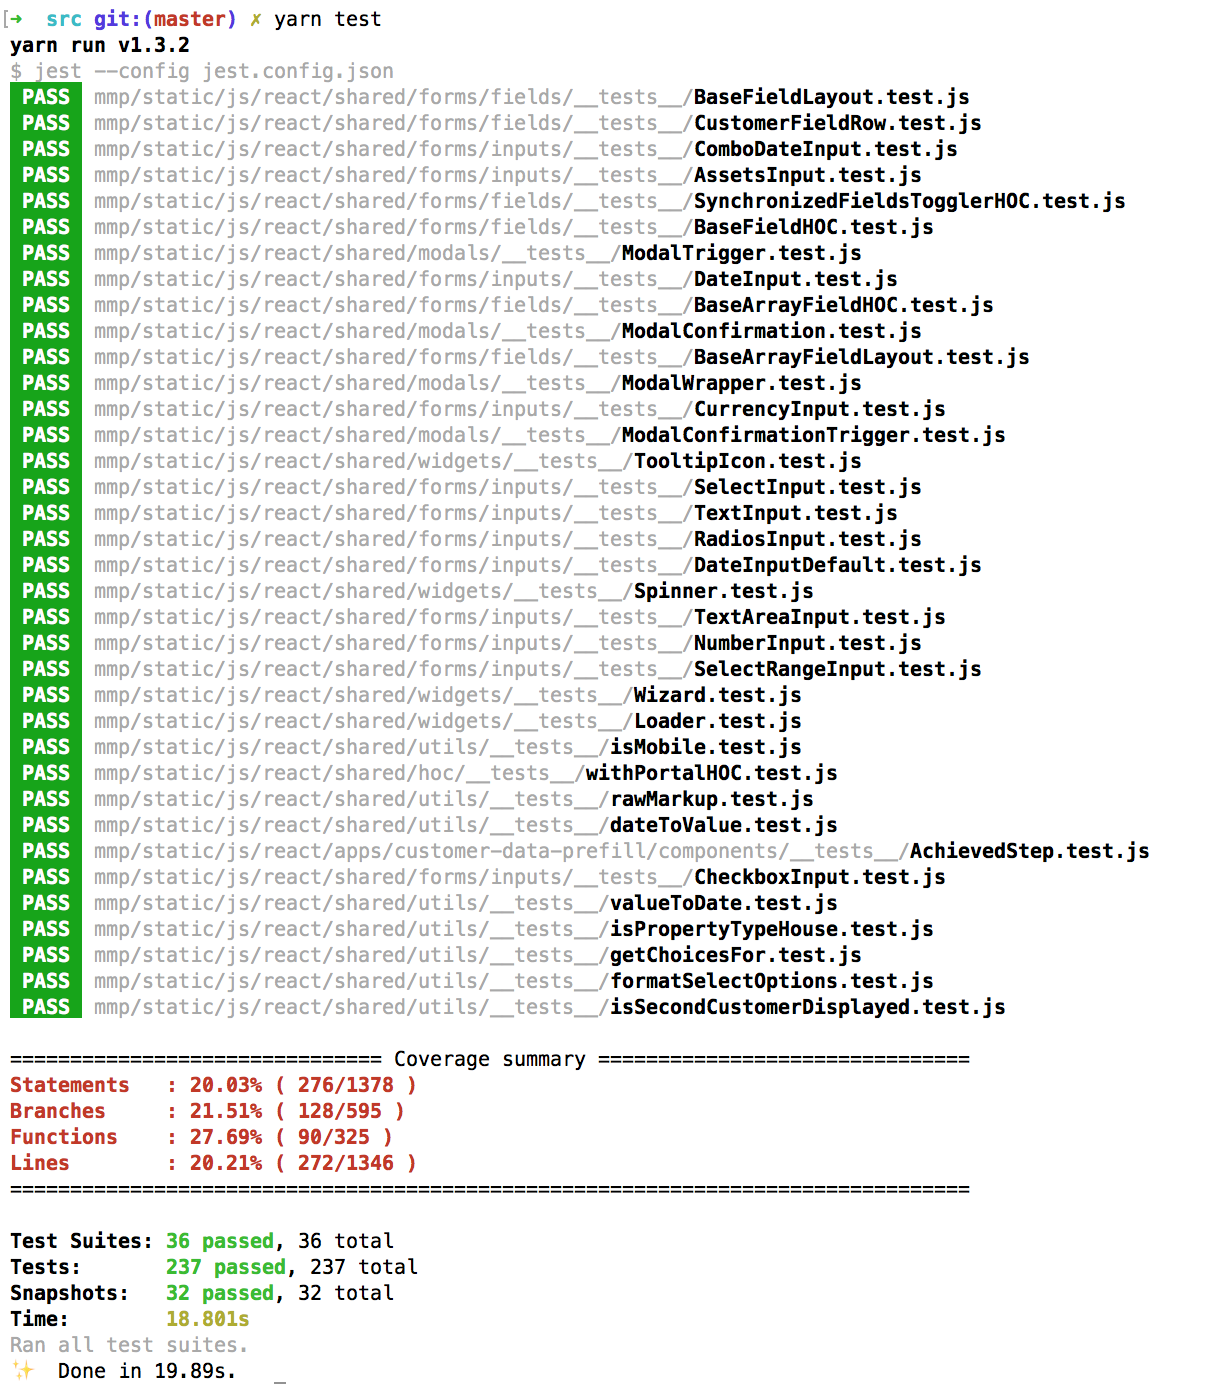 [➜  src git:(master) ✗ yarn test
yarn run v1.3.2
$ jest --config jest.config.json
PASS mmp/static/js/react/shared/forms/fields/__tests__/BaseFieldLayout.test.js
PASS mmp/static/js/react/shared/forms/fields/__tests__/CustomerFieldRow.test.js
PASS mmp/static/js/react/shared/forms/inputs/__tests__/ComboDateInput.test.js
PASS mmp/static/js/react/shared/forms/inputs/__tests__/AssetsInput.test.js
PASS mmp/static/js/react/shared/forms/fields/__tests__/SynchronizedFieldsTogglerHOC.test.js
PASS mmp/static/js/react/shared/forms/fields/__tests__/BaseFieldHOC.test.js
PASS mmp/static/js/react/shared/modals/__tests__/ModalTrigger.test.js
PASS mmp/static/js/react/shared/forms/inputs/__tests__/DateInput.test.js
PASS mmp/static/js/react/shared/forms/fields/__tests__/BaseArrayFieldHOC.test.js
PASS mmp/static/js/react/shared/modals/__tests__/ModalConfirmation.test.js
PASS mmp/static/js/react/shared/forms/fields/__tests__/BaseArrayFieldLayout.test.js
PASS mmp/static/js/react/shared/modals/__tests__/ModalWrapper.test.js
PASS mmp/static/js/react/shared/forms/inputs/__tests__/CurrencyInput.test.js
PASS mmp/static/js/react/shared/modals/__tests__/ModalConfirmationTrigger.test.js
PASS mmp/static/js/react/shared/widgets/__tests__/TooltipIcon.test.js
PASS mmp/static/js/react/shared/forms/inputs/__tests__/SelectInput.test.js
PASS mmp/static/js/react/shared/forms/inputs/__tests__/TextInput.test.js
PASS mmp/static/js/react/shared/forms/inputs/__tests__/RadiosInput.test.js
PASS mmp/static/js/react/shared/forms/inputs/__tests__/DateInputDefault.test.js
PASS mmp/static/js/react/shared/widgets/__tests__/Spinner.test.js
PASS mmp/static/js/react/shared/forms/inputs/__tests__/TextAreaInput.test.js
PASS mmp/static/js/react/shared/forms/inputs/__tests__/NumberInput.test.js
PASS mmp/static/js/react/shared/forms/inputs/__tests__/SelectRangeInput.test.js
PASS mmp/static/js/react/shared/widgets/__tests__/Wizard.test.js
PASS mmp/static/js/react/shared/widgets/__tests__/Loader.test.js
PASS mmp/static/js/react/shared/utils/__tests__/isMobile.test.js
PASS mmp/static/js/react/shared/hoc/__tests__/withPortalHOC.test.js
PASS mmp/static/js/react/shared/utils/__tests__/rawMarkup.test.js
PASS mmp/static/js/react/shared/utils/__tests__/dateToValue.test.js
PASS mmp/static/js/react/apps/customer-data-prefill/components/__tests__/AchievedStep.test.js
PASS mmp/static/js/react/shared/forms/inputs/__tests__/CheckboxInput.test.js
PASS mmp/static/js/react/shared/utils/__tests__/valueToDate.test.js
PASS mmp/static/js/react/shared/utils/__tests__/isPropertyTypeHouse.test.js
PASS mmp/static/js/react/shared/utils/__tests__/getChoicesFor.test.js
PASS mmp/static/js/react/shared/utils/__tests__/formatSelectOptions.test.js
PASS mmp/static/js/react/shared/utils/__tests__/isSecondCustomerDisplayed.test.js
=============================== Coverage summary ===============================
Statements   : 20.03% ( 276/1378 )
Branches     : 21.51% ( 128/595 )
Functions    : 27.69% ( 90/325 )
Lines        : 20.21% ( 272/1346 )
================================================================================
Test Suites: 36 passed, 36 total
Tests:       237 passed, 237 total
Snapshots:   32 passed, 32 total
Time:        18.801s
Ran all test suites.
✨  Done in 19.89s.